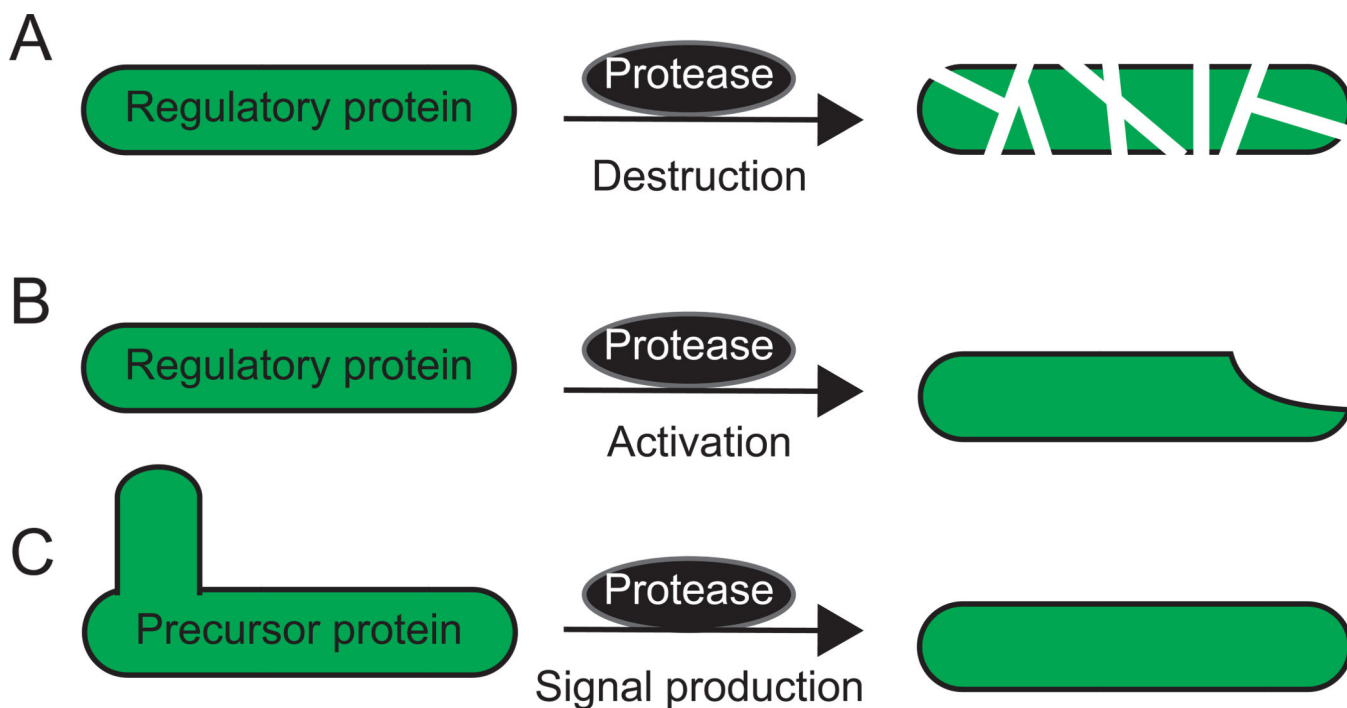 A
Regulatory protein
Protease
Destruction
B
Regulatory protein
Protease
Activation
C
Precursor protein
Protease
Signal production